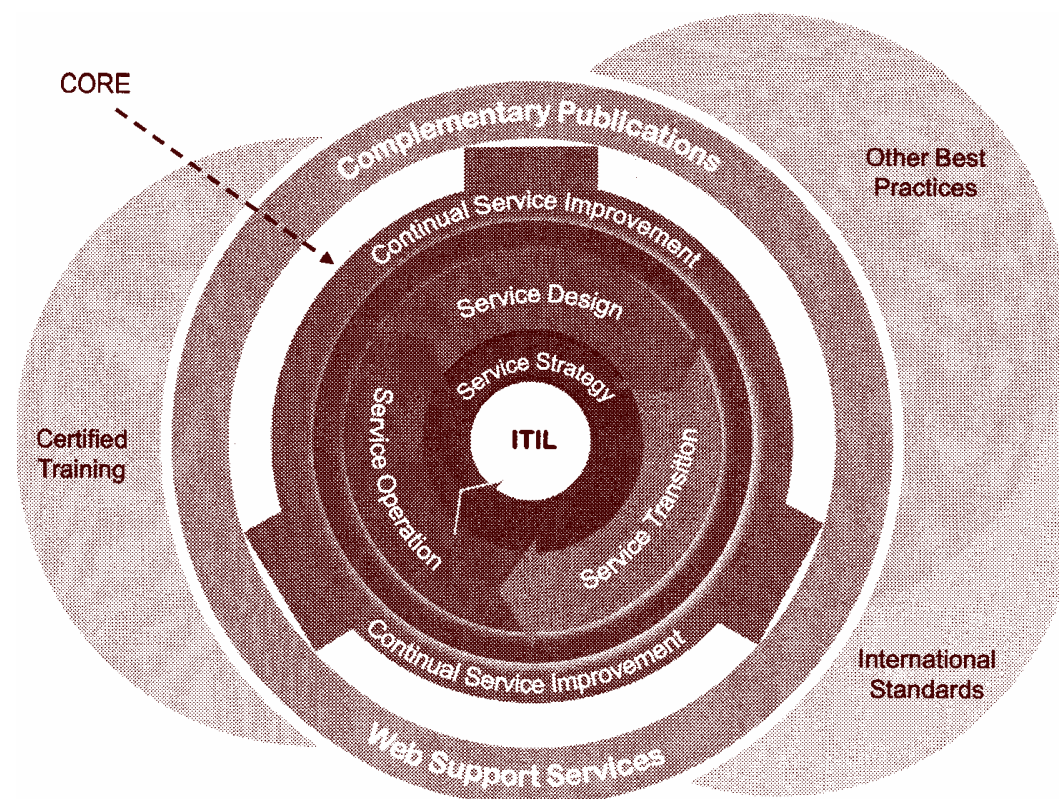 CORE
Complementary Publications
Other Best
Practices
Continual Service Improvement
Service Design
Service Strategy
ITIL
Certified
Training
Service Operation
Service Transition
Continual Service Improvement
International
Standards
Web Support Services